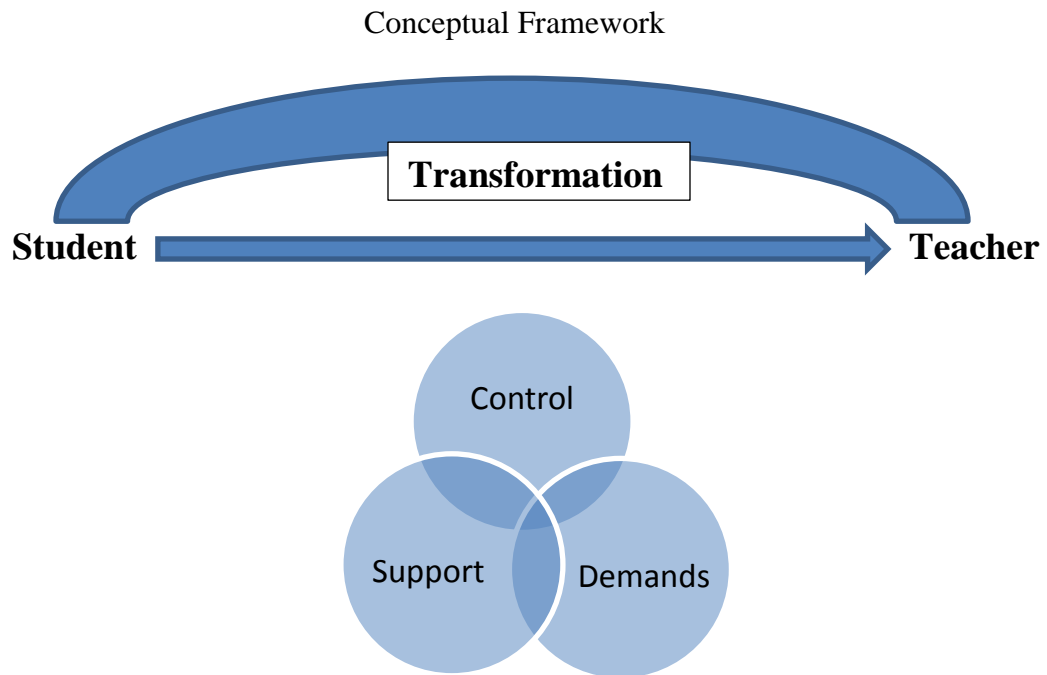 Conceptual Framework
Transformation
Student Teacher
Control
Support Demands